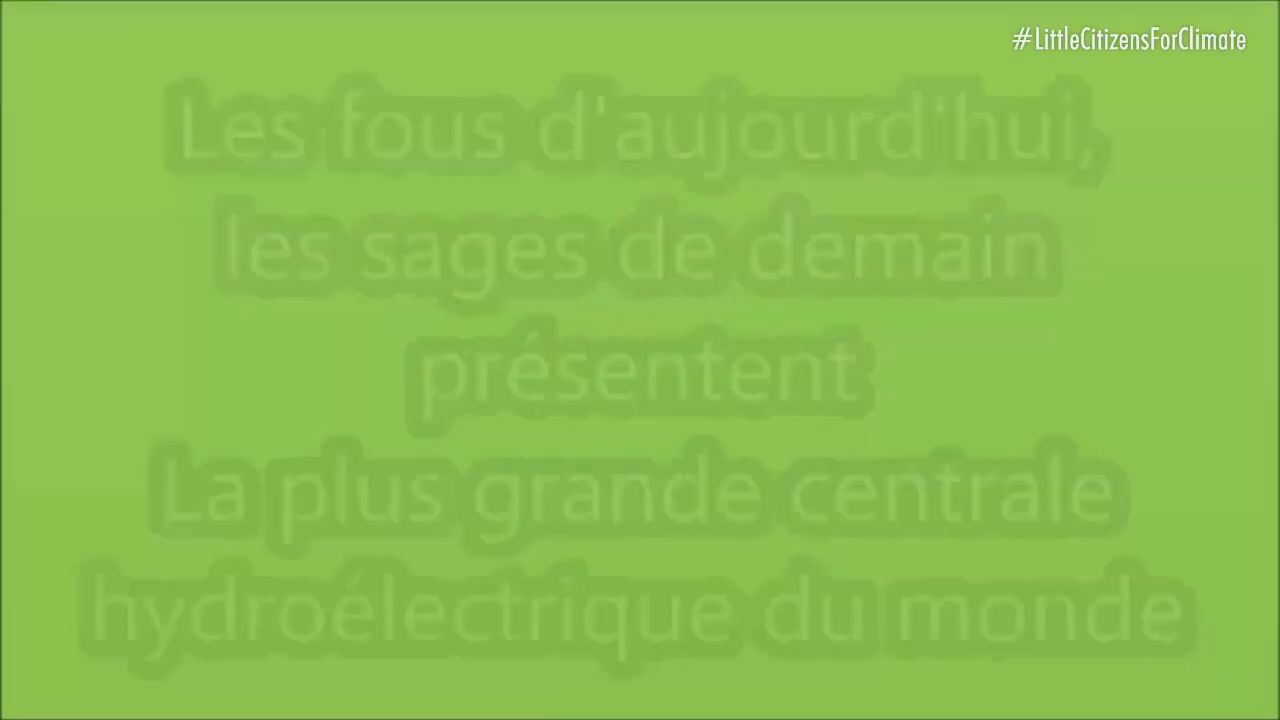 #LittleCitizensForClimate
Les fous d'aujourd'hui,
les sages de demain
présentent
La plus grande centrale
hydroélectrique du monde